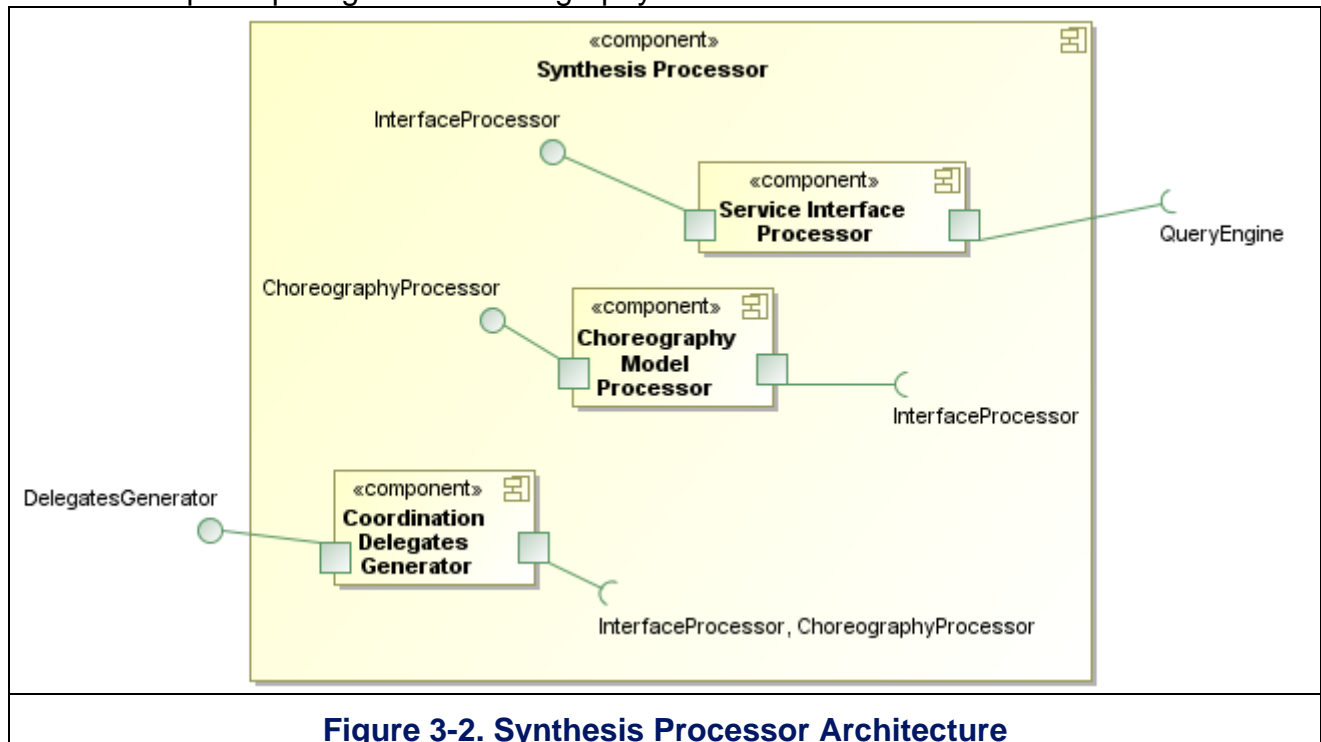 «component»
Synthesis Processor
InterfaceProcessor
«component»
Service Interface
Processor
QueryEngine
ChoreographyProcessor
«component»
Choreography
Model
Processor
InterfaceProcessor
DelegatesGenerator
«component»
Coordination
Delegates
Generator
InterfaceProcessor, ChoreographyProcessor
Figure 3-2. Synthesis Processor Architecture